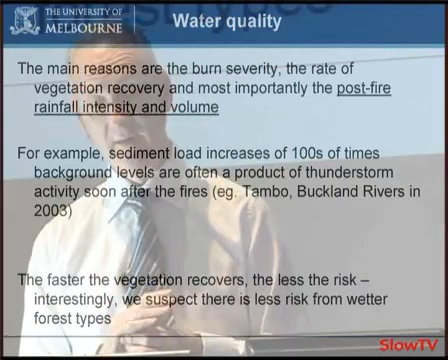 THE UNIVERSITY OF
MELBOURNE
Water quality
The main reasons are the burn severity, the rate of
vegetation recovery and most importantly the post-fire
rainfall intensity and volume
For example, sediment load increases of 100s of times
background levels are often a product of thunderstorm
activity soon after the fires (eg. Tambo, Buckland Rivers in
2003)
The faster the vegetation recovers, the less the risk –
interestingly, we suspect there is less risk from wetter
forest types
SlowTV